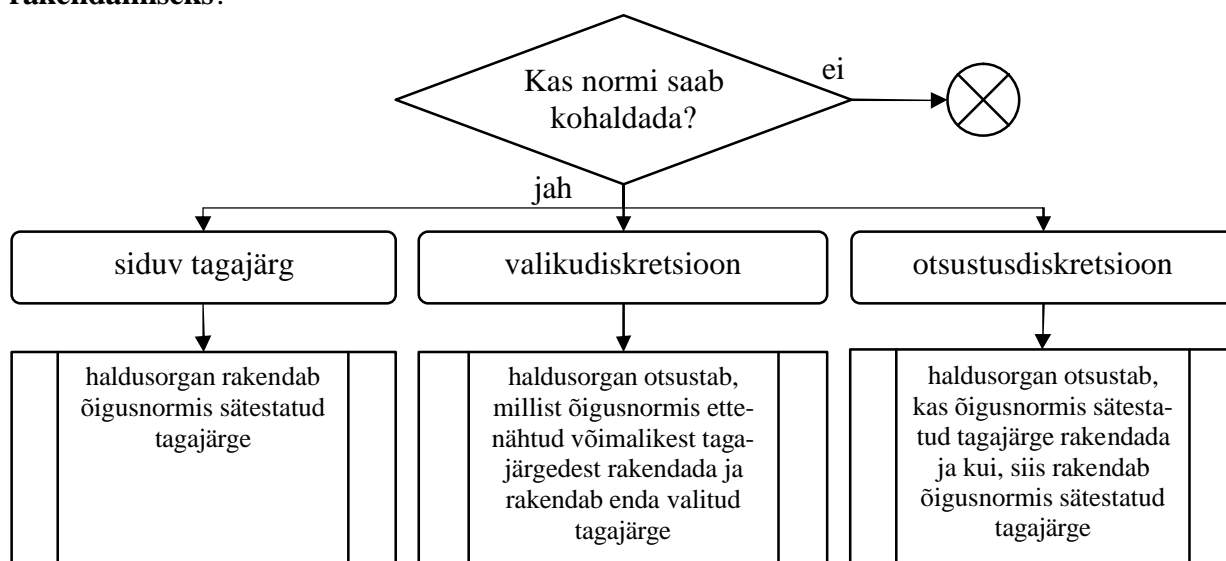 rakendamiseks?
Kas normi saab
kohaldada?
ei
jah
siduv tagajärg
valikudiskretsioon
otsustusdiskretsioon
haldusorgan rakendab
õigusnormis sätestatud
tagajärge
haldusorgan otsustab,
millist õigusnormis ette-
nähtud võimalikest taga-
järgedest rakendada ja
rakendab enda valitud
tagajärge
haldusorgan otsustab,
kas õigusnormis sätesta-
tud tagajärge rakendada
ja kui, siis rakendab
õigusnormis sätestatud
tagajärge